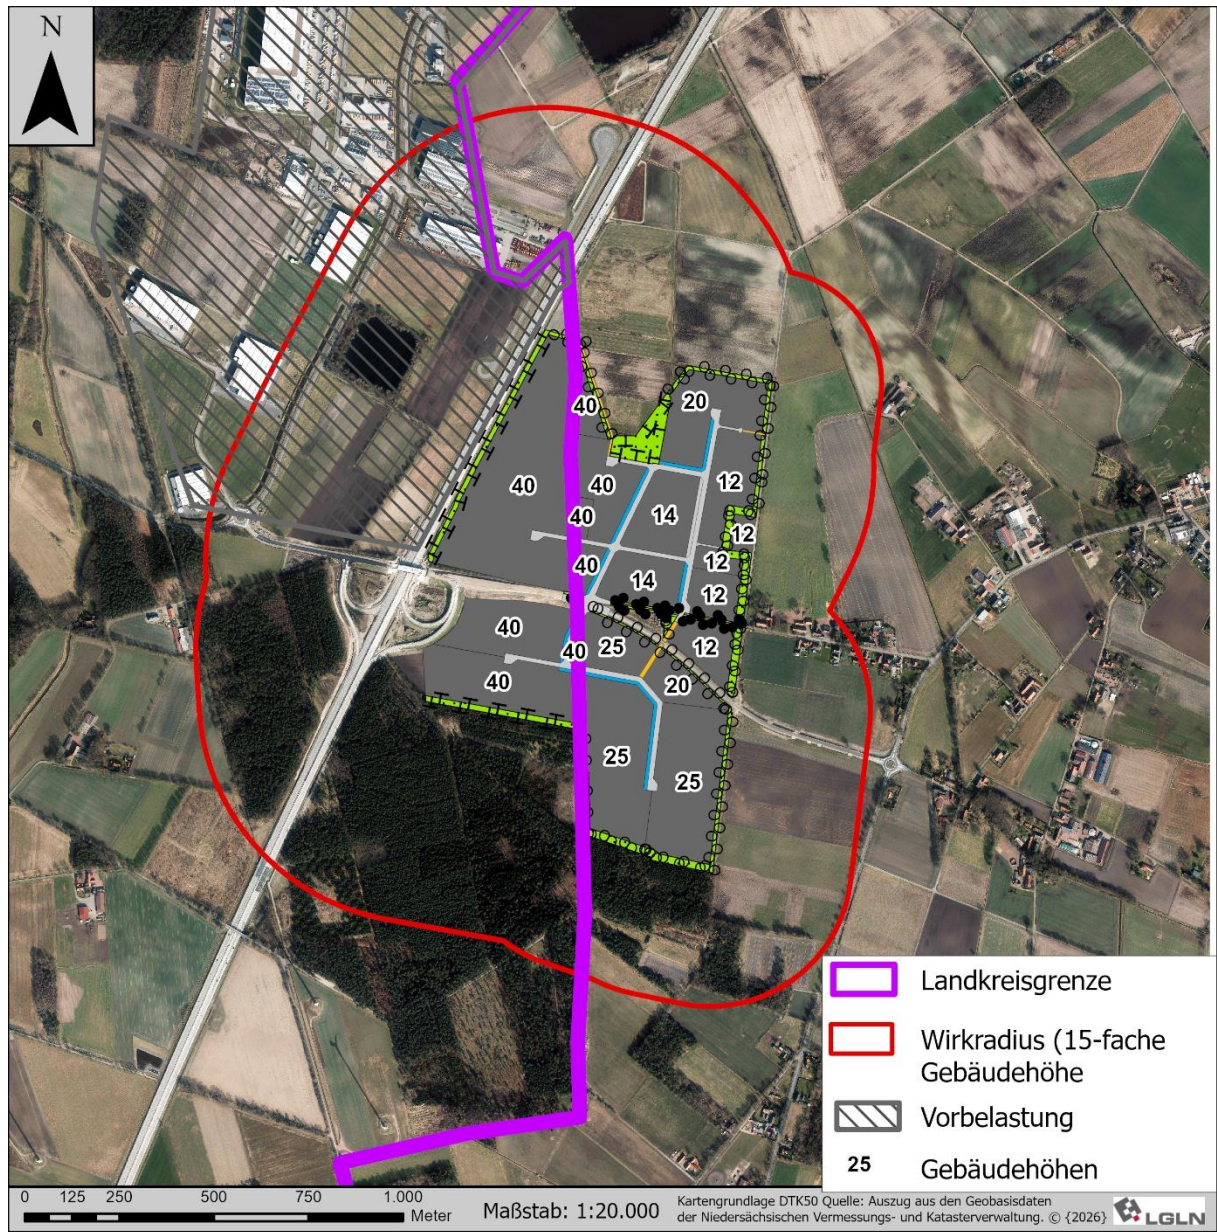 N
20
40
40
40
12
40
14
12
40
12
14
12
40
25
40
12
40
20
25
25
Landkreisgrenze
Wirkradius (15-fache
Gebäudehöhe
Vorbelastung
25 Gebäudehöhen
0 125 250 500 750 1.000
Meter
Maßstab: 1:20.000
Kartengrundlage DTK50 Quelle: Auszug aus den Geobasisdaten
der Niedersächsischen Vermessungs- und Katasterverwaltung. © {2026}
LGLN